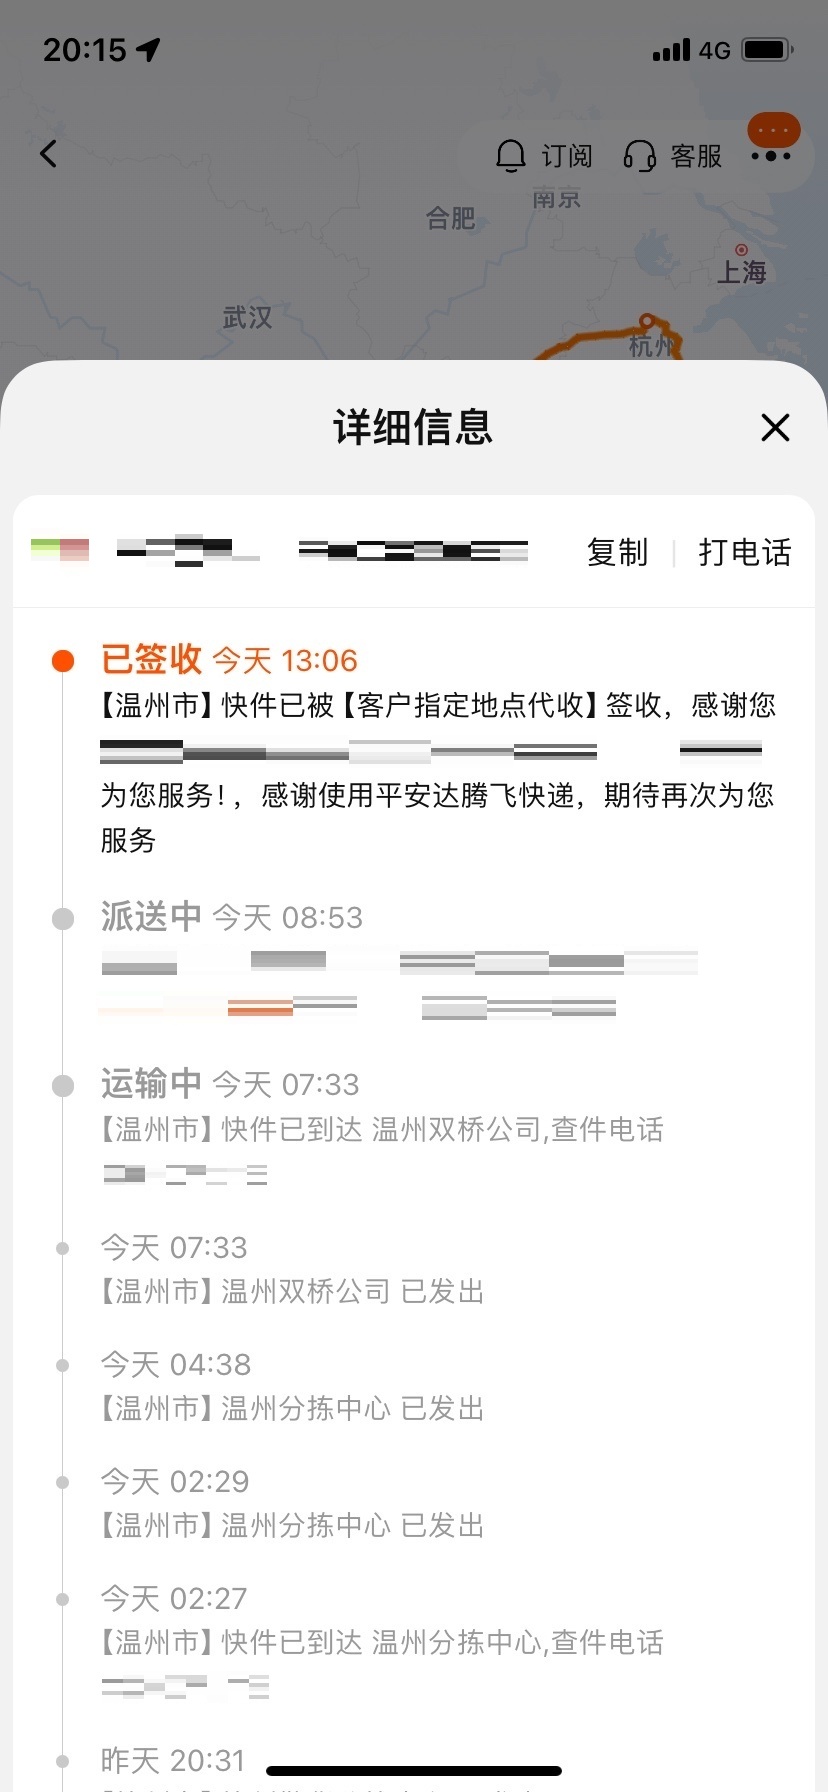 20:15
4G
订阅
客服
南京
合肥
上海
武汉
杭州
详细信息
复制
打电话
已签收 今天 13:06
【温州市】快件已被【客户指定地点代收】签收，感谢您
为您服务!，感谢使用平安达腾飞快递，期待再次为您
服务
派送中 今天 08:53
运输中 今天 07:33
【温州市】快件已到达 温州双桥公司,查件电话
今天 07:33
【温州市】温州双桥公司 已发出
今天 04:38
【温州市】温州分拣中心 已发出
今天 02:29
【温州市】温州分拣中心 已发出
今天 02:27
【温州市】快件已到达 温州分拣中心,查件电话
昨天 20:31